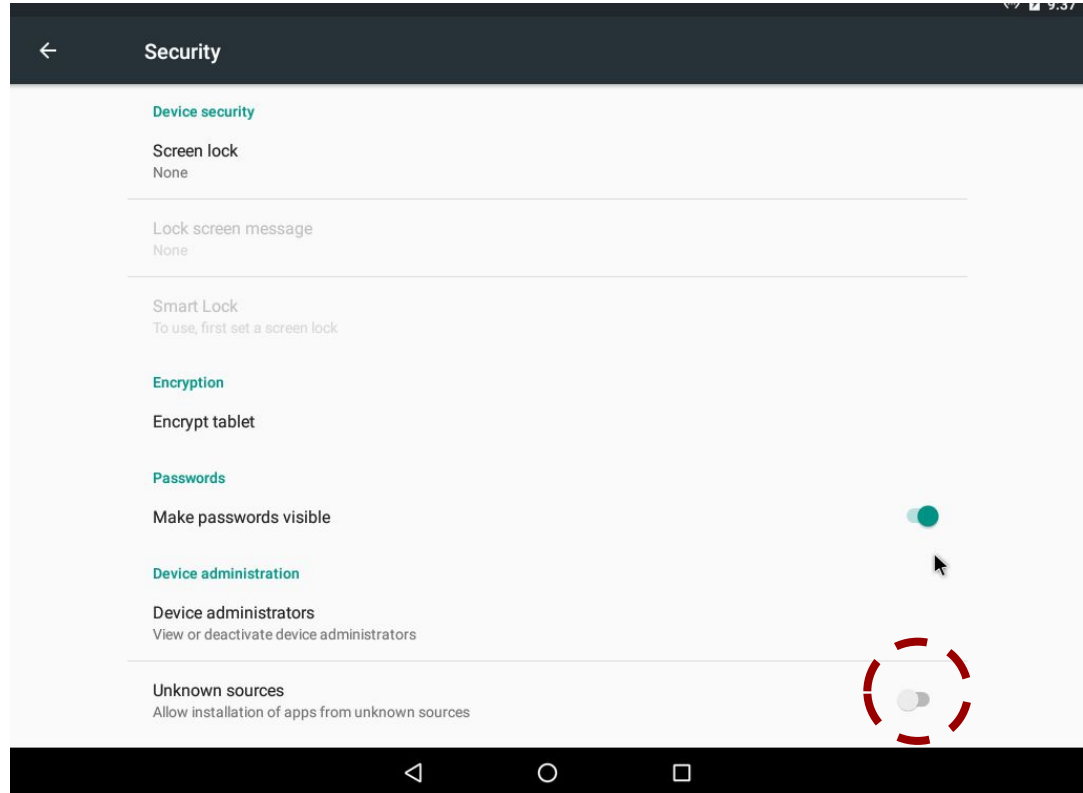 9:37
Security
Device security
Screen lock
None
Lock screen message
None
Smart Lock
To use, first set a screen lock
Encryption
Encrypt tablet
Passwords
Make passwords visible
Device administration
Device administrators
View or deactivate device administrators
Unknown sources
Allow installation of apps from unknown sources